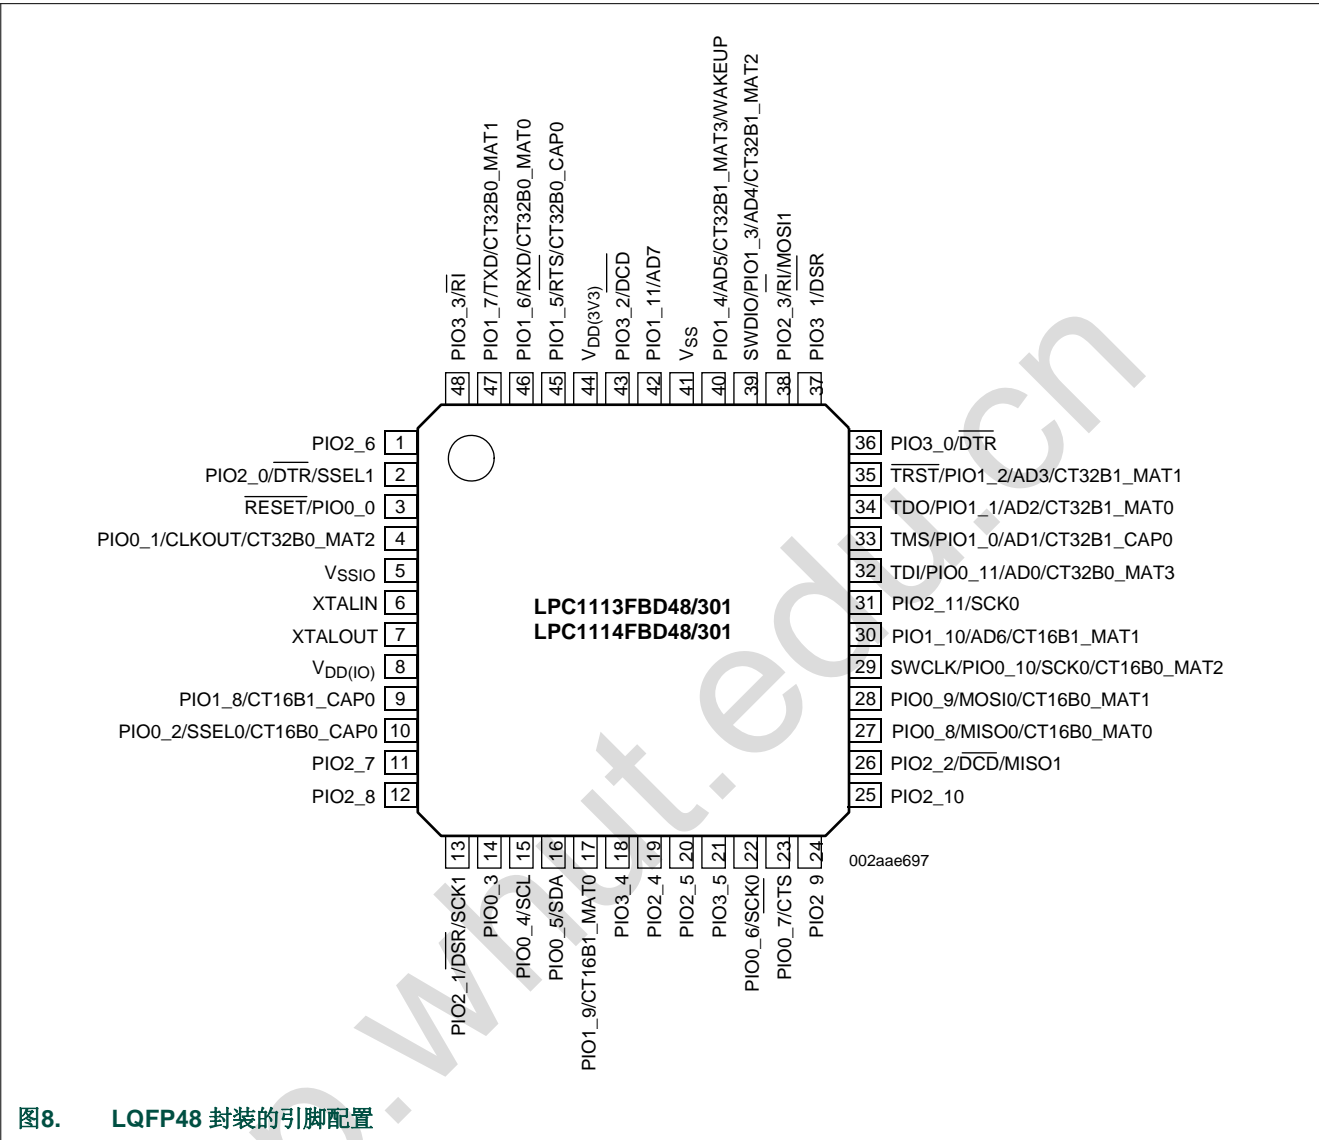 48 PIO3_3/RI
47 PIO1_7/TXD/CT32B0_MAT1
46 PIO1_6/RXD/CT32B0_MAT0
45 PIO1_5/RTS/CT32B0_CAP0
44 VDD(3V3)
43 PIO3_2/DCD
42 PIO1_11/AD7
41 VSS
40 PIO1_4/AD5/CT32B1_MAT3/WAKEUP
39 SWDIO/PIO1_3/AD4/CT32B1_MAT2
38 PIO2_3/RI/MOSI1
37 PIO3_1/DSR
PIO2_6 1
PIO2_0/DTR/SSEL1 2
RESET/PIO0_0 3
PIO0_1/CLKOUT/CT32B0_MAT2 4
VSSIO 5
XTALIN 6
XTALOUT 7
VDD(IO) 8
PIO1_8/CT16B1_CAP0 9
PIO0_2/SSEL0/CT16B0_CAP0 10
PIO2_7 11
PIO2_8 12
LPC1113FBD48/301
LPC1114FBD48/301
36 PIO3_0/DTR
35 TRST/PIO1_2/AD3/CT32B1_MAT1
34 TDO/PIO1_1/AD2/CT32B1_MAT0
33 TMS/PIO1_0/AD1/CT32B1_CAP0
32 TDI/PIO0_11/AD0/CT32B0_MAT3
31 PIO2_11/SCK0
30 PIO1_10/AD6/CT16B1_MAT1
29 SWCLK/PIO0_10/SCK0/CT16B0_MAT2
28 PIO0_9/MOSI0/CT16B0_MAT1
27 PIO0_8/MISO0/CT16B0_MAT0
26 PIO2_2/DCD/MISO1
25 PIO2_10
13 PIO2_1/DSR/SCK1
14 PIO0_3
15 PIO0_4/SCL
16 PIO0_5/SDA
17 PIO1_9/CT16B1_MAT0
18 PIO3_4
19 PIO2_4
20 PIO2_5
21 PIO3_5
22 PIO0_6/SCK0
23 PIO0_7/CTS
24 PIO2_9
002aae697
.whut.edu.cn
图8. LQFP48 封装的引脚配置